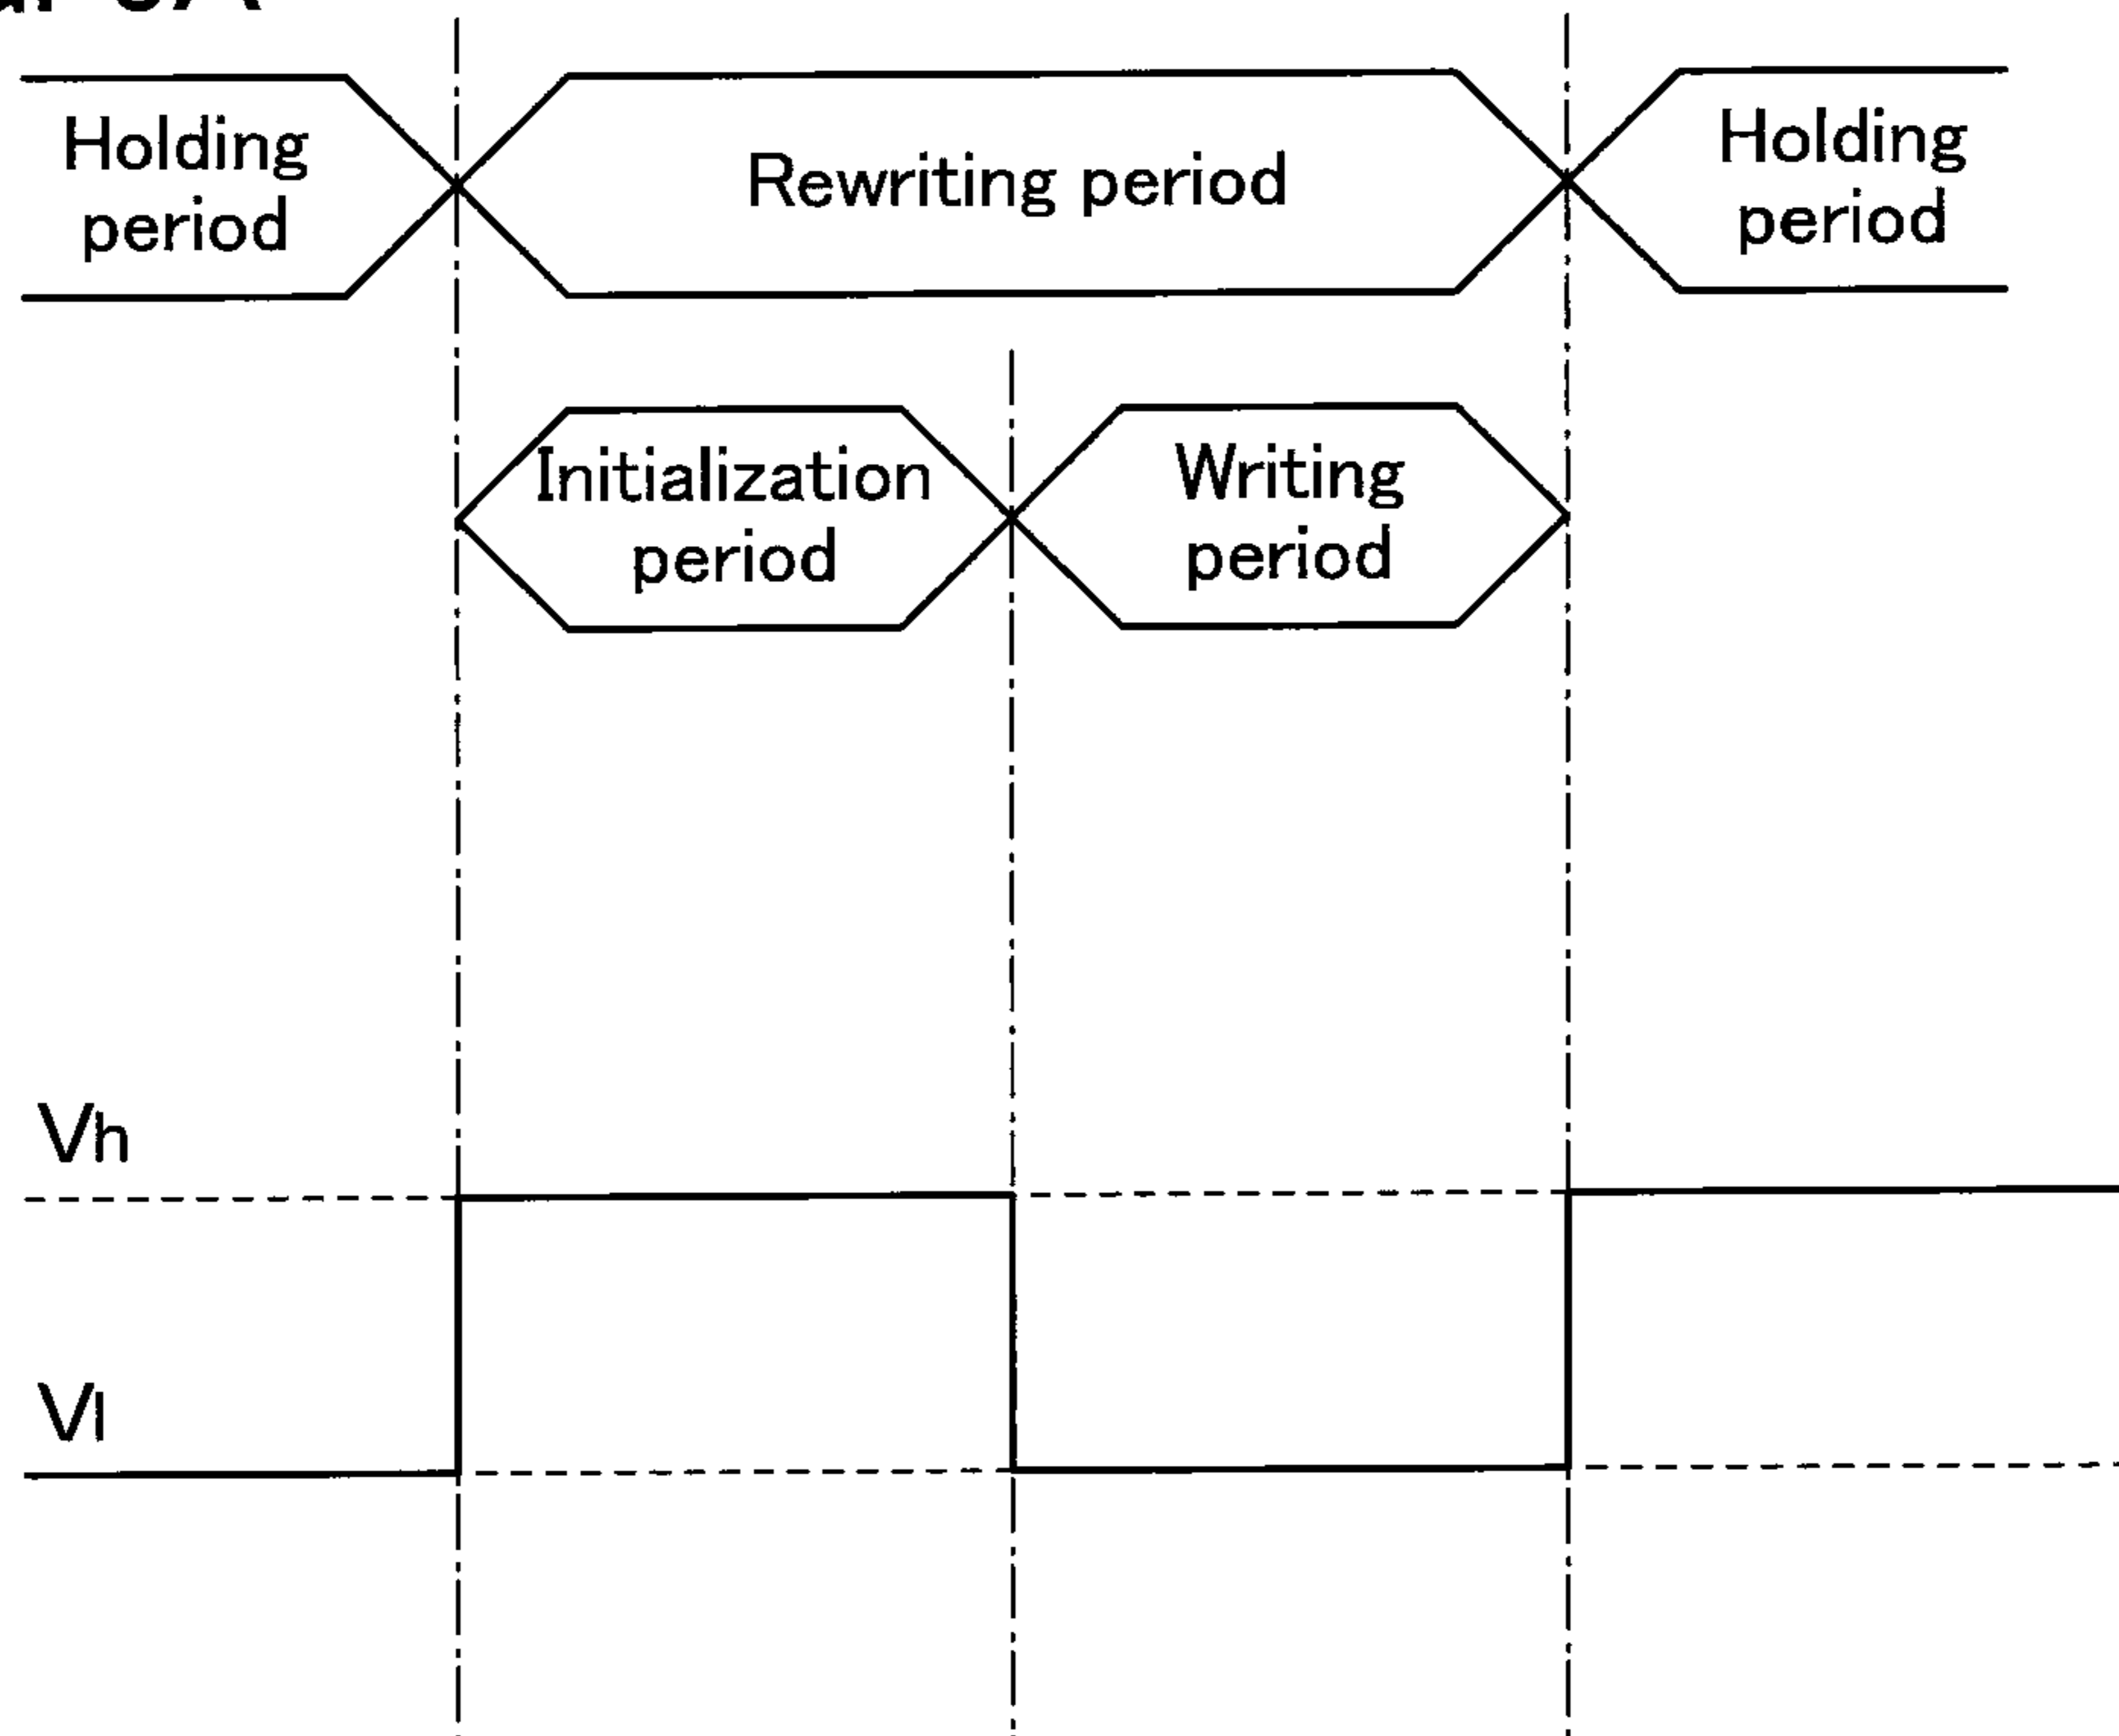 Holding
period
Rewriting period
Holding
period
Initialization
period
Writing
period
Vh
Vl